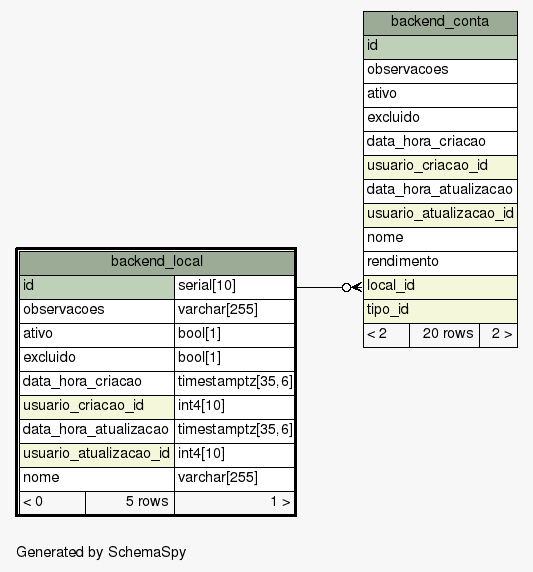 backend_conta
id
observacoes
ativo
excluido
data_hora_criacao
usuario_criacao_id
data_hora_atualizacao
usuario_atualizacao_id
nome
rendimento
local_id
tipo_id
< 2 20 rows 2 >
backend_local
id serial[10]
observacoes varchar[255]
ativo bool[1]
excluido bool[1]
data_hora_criacao timestamptz[35,6]
usuario_criacao_id int4[10]
data_hora_atualizacao timestamptz[35,6]
usuario_atualizacao_id int4[10]
nome varchar[255]
< 0 5 rows 1 >
Generated by SchemaSpy